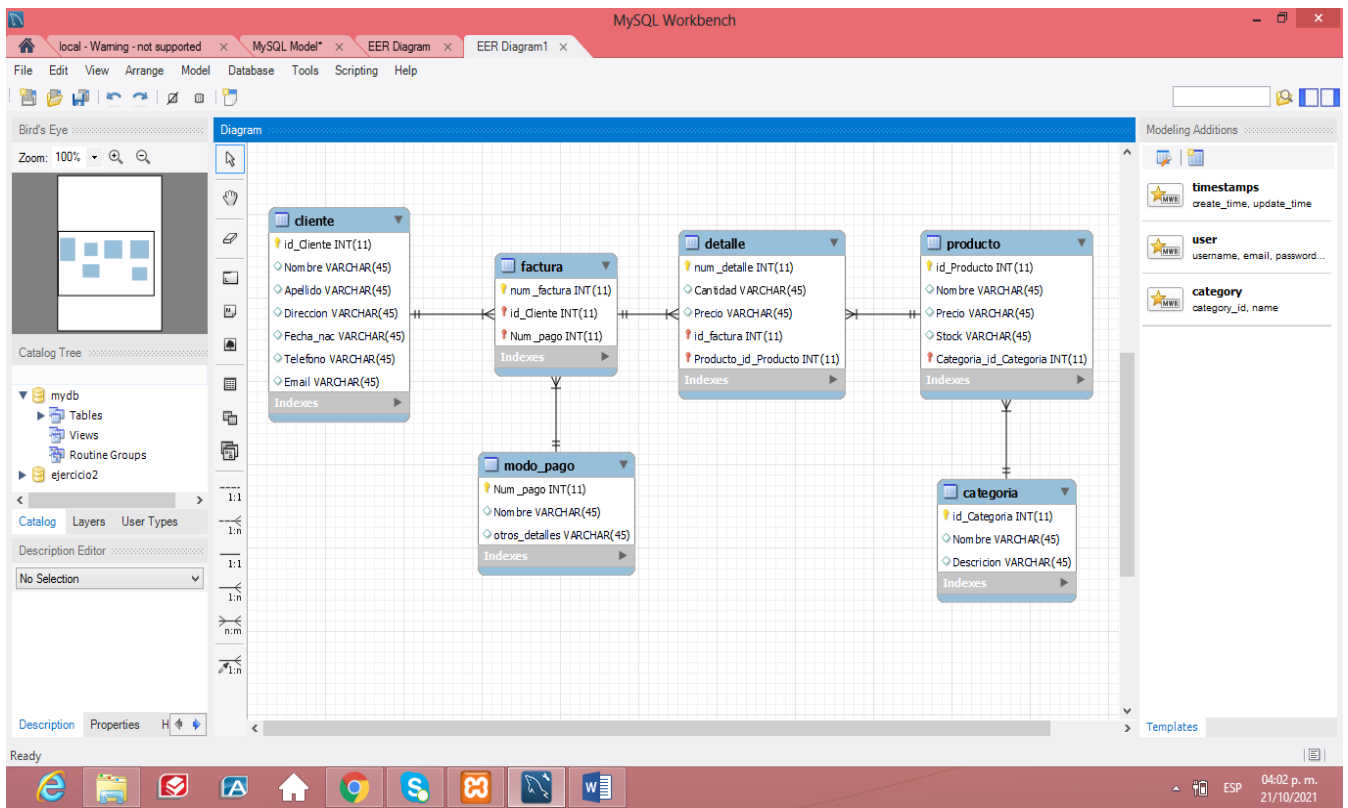 MySQL Workbench
local - Warning - not supported × MySQL Model* × EER Diagram × EER Diagram1 ×
File Edit View Arrange Model Database Tools Scripting Help
Bird's Eye
Zoom: 100%
Catalog Tree
mydb
Tables
Views
Routine Groups
ejercicio2
Catalog Layers User Types
Description Editor
No Selection
Description Properties H
Ready
Diagram
1:1
1:n
1:1
1:n
n:m
1:n
cliente
id_Cliente INT(11)
Nombre VARCHAR(45)
Apellido VARCHAR(45)
Direccion VARCHAR(45)
Fecha_nac VARCHAR(45)
Telefono VARCHAR(45)
Email VARCHAR(45)
Indexes
factura
num_factura INT(11)
id_Cliente INT(11)
Num_pago INT(11)
Indexes
detalle
num_detalle INT(11)
Cantidad VARCHAR(45)
Precio VARCHAR(45)
id_factura INT(11)
Producto_id_Producto INT(11)
Indexes
producto
id_Producto INT(11)
Nombre VARCHAR(45)
Precio VARCHAR(45)
Stock VARCHAR(45)
Categoria_id_Categoria INT(11)
Indexes
modo_pago
Num_pago INT(11)
Nombre VARCHAR(45)
otros_detalles VARCHAR(45)
Indexes
categoria
id_Categoria INT(11)
Nombre VARCHAR(45)
Descricion VARCHAR(45)
Indexes
Modeling Additions
MWB
timestamps
create_time, update_time
MWB
user
username, email, password...
MWB
category
category_id, name
Templates
ESP
04:02 p. m.
21/10/2021